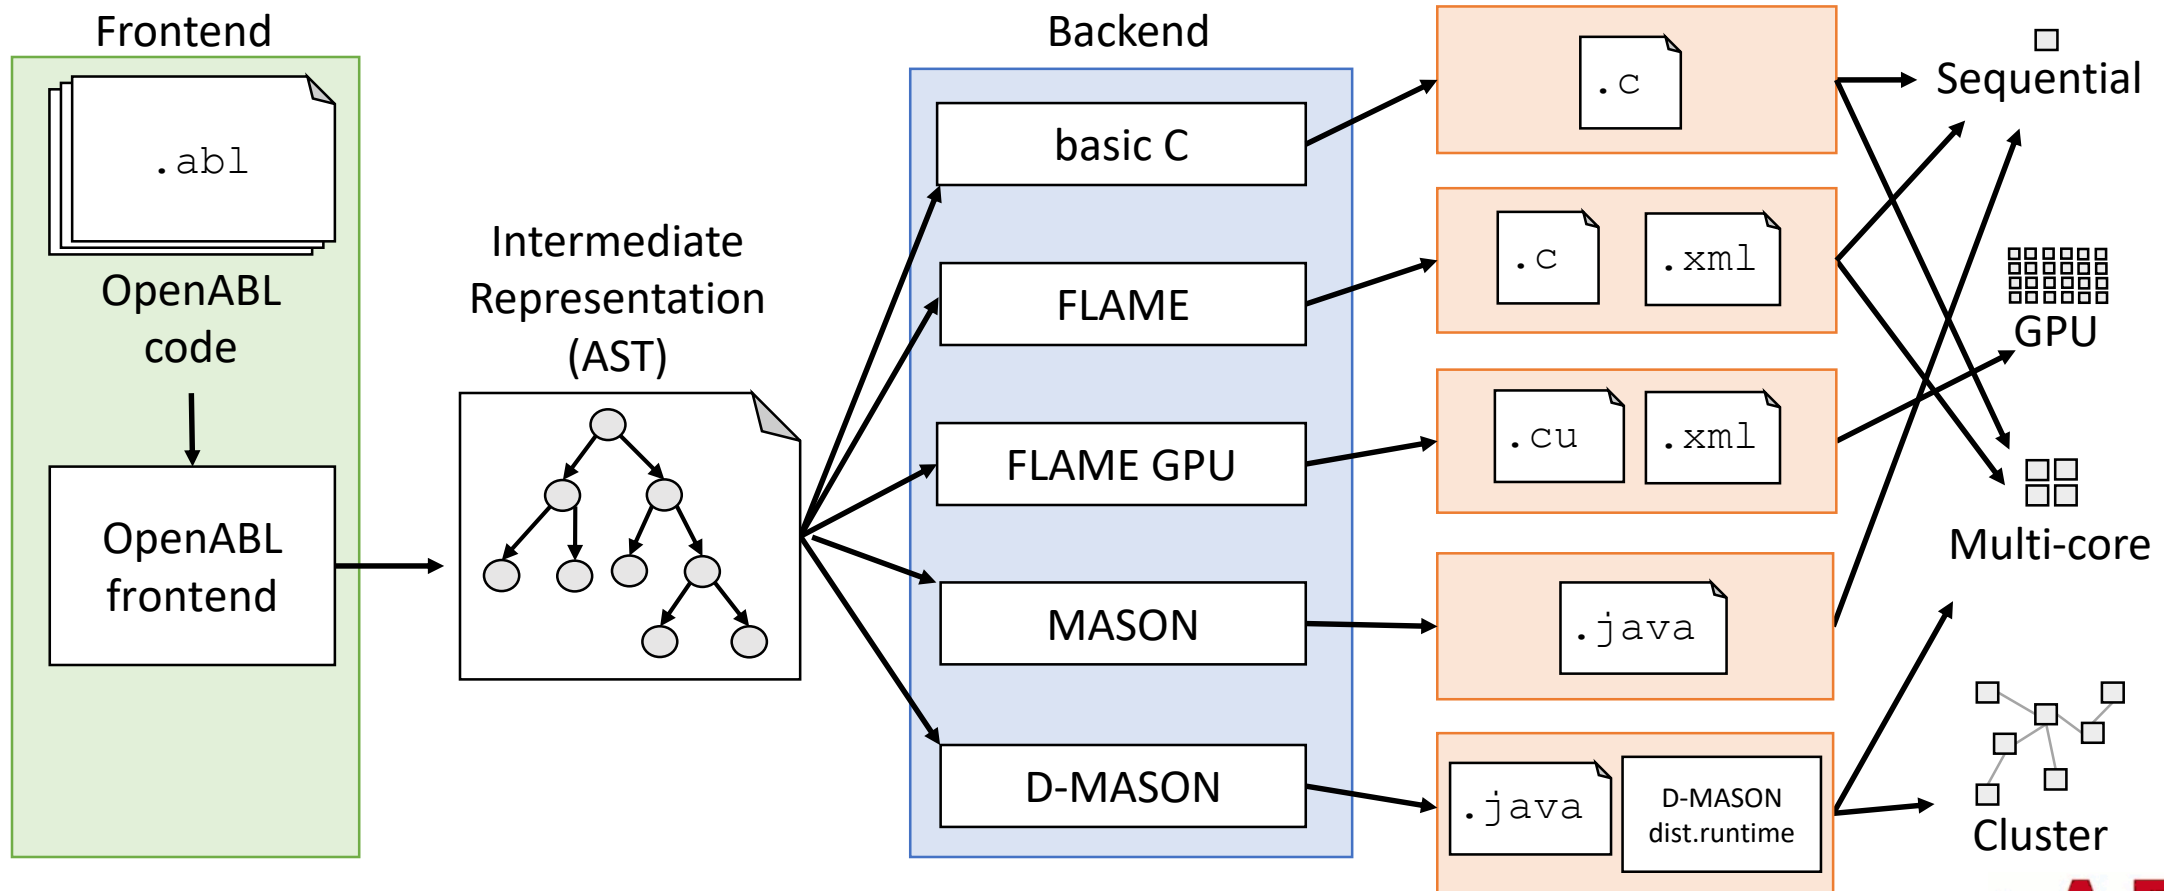 Frontend
.abl
OpenABL
code
OpenABL
frontend
Intermediate
Representation
(AST)
Backend
basic C
FLAME
FLAME GPU
MASON
D-MASON
.c
.c
.xml
.cu
.xml
.java
.java
D-MASON
dist.runtime
Sequential
GPU
Multi-core
Cluster